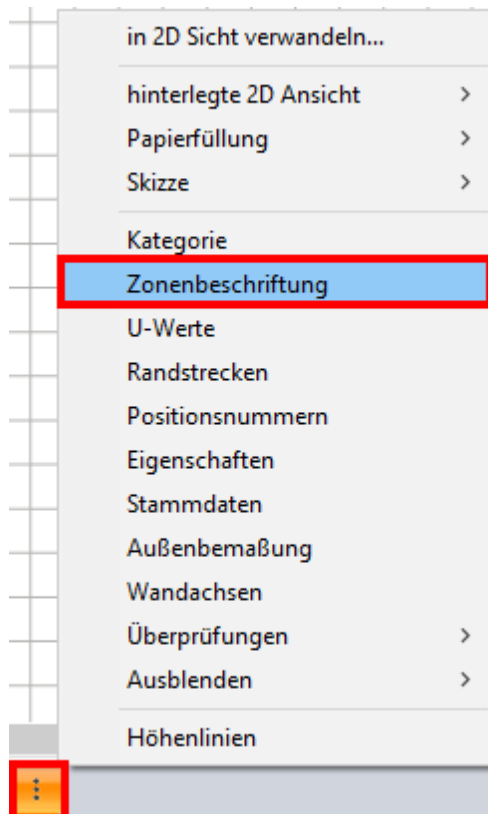 in 2D Sicht verwandeln...
hinterlegte 2D Ansicht
Papierfüllung
Skizze
Kategorie
Zonenbeschriftung
U-Werte
Randstrecken
Positionsnummern
Eigenschaften
Stammdaten
Außenbemaßung
Wandachsen
Überprüfungen
Ausblenden
Höhenlinien